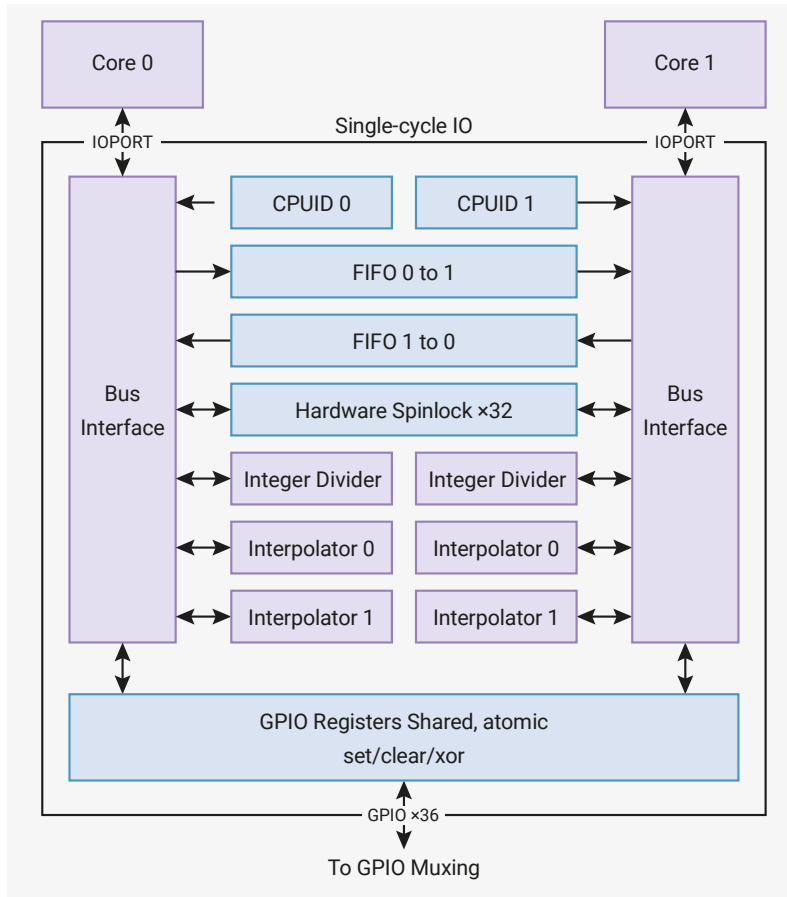 Core 0
Core 1
Single-cycle IO
IOPORT
IOPORT
CPUID 0
CPUID 1
FIFO 0 to 1
FIFO 1 to 0
Bus
Interface
Hardware Spinlock ×32
Bus
Interface
Integer Divider
Integer Divider
Interpolator 0
Interpolator 0
Interpolator 1
Interpolator 1
GPIO Registers Shared, atomic
set/clear/xor
GPIO ×36
To GPIO Muxing